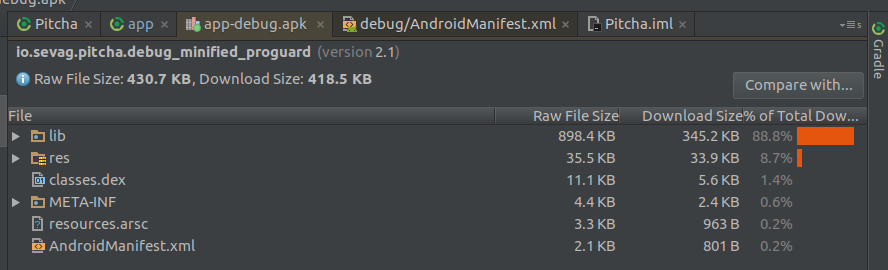 debug.apk
Pitcha app app-debug.apk debug/AndroidManifest.xml Pitcha.iml
io.sevag.pitcha.debug_minified_proguard (version 2.1)
Raw File Size: 430.7 KB, Download Size: 418.5 KB
Compare with...
File Raw File Size Download Size % of Total Dow...
lib 898.4 KB 345.2 KB 88.8%
res 35.5 KB 33.9 KB 8.7%
classes.dex 11.1 KB 5.6 KB 1.4%
META-INF 4.4 KB 2.4 KB 0.6%
resources.arsc 3.3 KB 963 B 0.2%
AndroidManifest.xml 2.1 KB 801 B 0.2%
Gradle